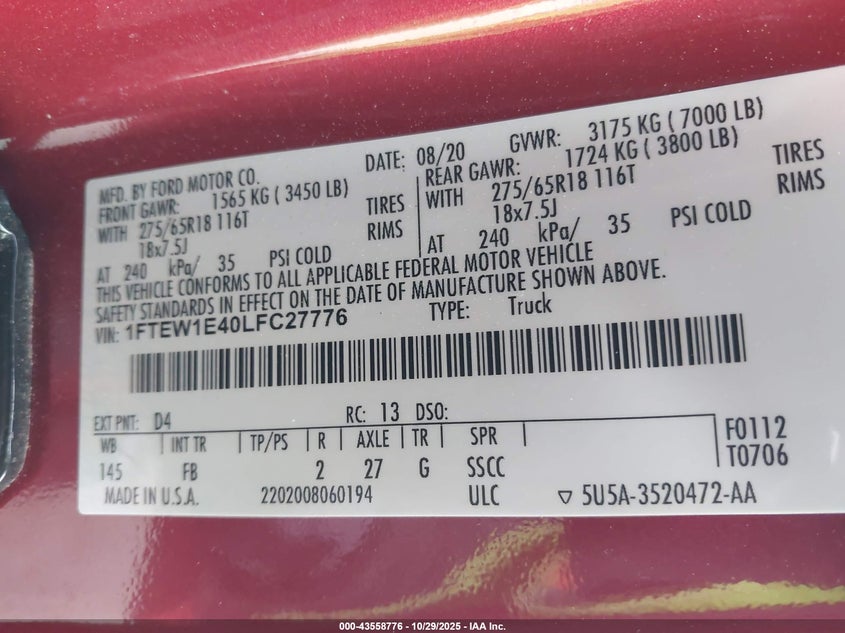 MFD. BY FORD MOTOR CO. DATE: 08/20 GVWR: 3175 KG ( 7000 LB)
FRONT GAWR: 1565 KG ( 3450 LB) REAR GAWR: 1724 KG ( 3800 LB)
WITH 275/65R18 116T TIRES WITH 275/65R18 116T TIRES
18x7.5J RIMS 18x7.5J RIMS
AT 240 kPa/ 35 PSI COLD AT 240 kPa/ 35 PSI COLD
THIS VEHICLE CONFORMS TO ALL APPLICABLE FEDERAL MOTOR VEHICLE
SAFETY STANDARDS IN EFFECT ON THE DATE OF MANUFACTURE SHOWN ABOVE.
VIN: 1FTEW1E40LFC27776 TYPE: Truck
EXT PNT: D4 RC: 13 DSO:
WB INT TR TP/PS R AXLE TR SPR F0112
145 FB 2 27 G SSCC T0706
MADE IN U.S.A. 2202008060194 ULC ▽ 5U5A-3520472-AA
000-43558776 | 10/29/2025 - IAA Inc.